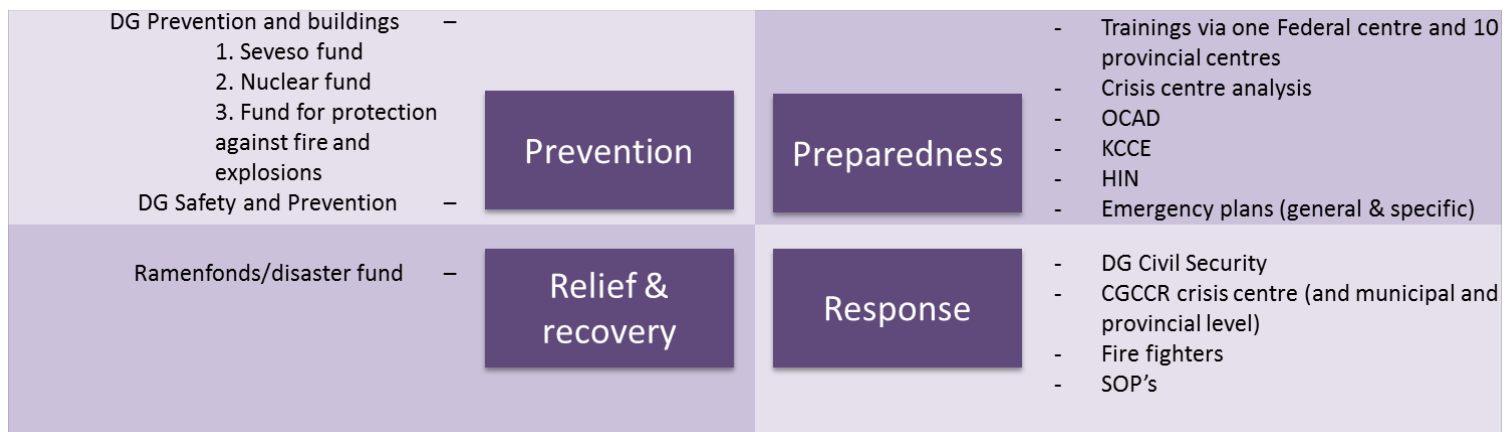 DG Prevention and buildings –
1. Seveso fund
2. Nuclear fund
3. Fund for protection
against fire and
explosions
DG Safety and Prevention –
Prevention
Preparedness
- Trainings via one Federal centre and 10
provincial centres
- Crisis centre analysis
- OCAD
- KCCE
- HIN
- Emergency plans (general & specific)
Ramenfonds/disaster fund –
Relief &
recovery
Response
- DG Civil Security
- CGCCR crisis centre (and municipal and
provincial level)
- Fire fighters
- SOP's